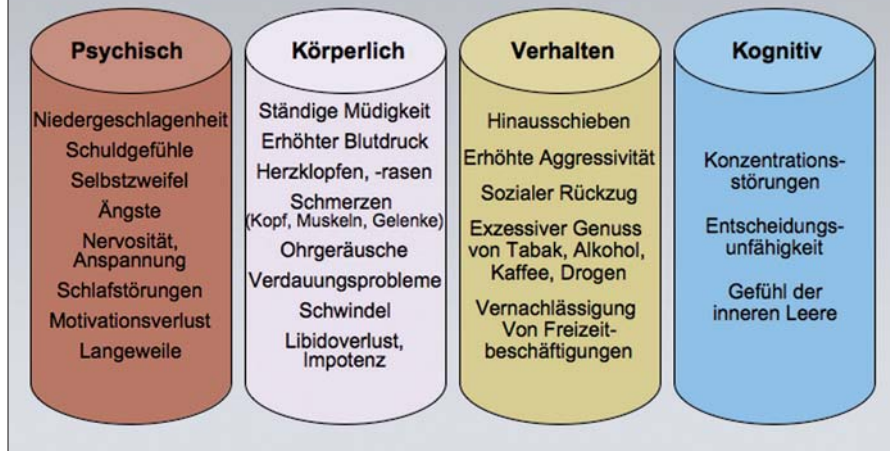 Psychisch
Niedergeschlagenheit
Schuldgefühle
Selbstzweifel
Ängste
Nervosität,
Anspannung
Schlafstörungen
Motivationsverlust
Langeweile
Körperlich
Ständige Müdigkeit
Erhöhter Blutdruck
Herzklopfen, -rasen
Schmerzen
(Kopf, Muskeln, Gelenke)
Ohrgeräusche
Verdauungsprobleme
Schwindel
Libidoverlust,
Impotenz
Verhalten
Hinausschieben
Erhöhte Aggressivität
Sozialer Rückzug
Exzessiver Genuss
von Tabak, Alkohol,
Kaffee, Drogen
Vernachlässigung
Von Freizeit-
beschäftigungen
Kognitiv
Konzentrations-
störungen
Entscheidungs-
unfähigkeit
Gefühl der
inneren Leere